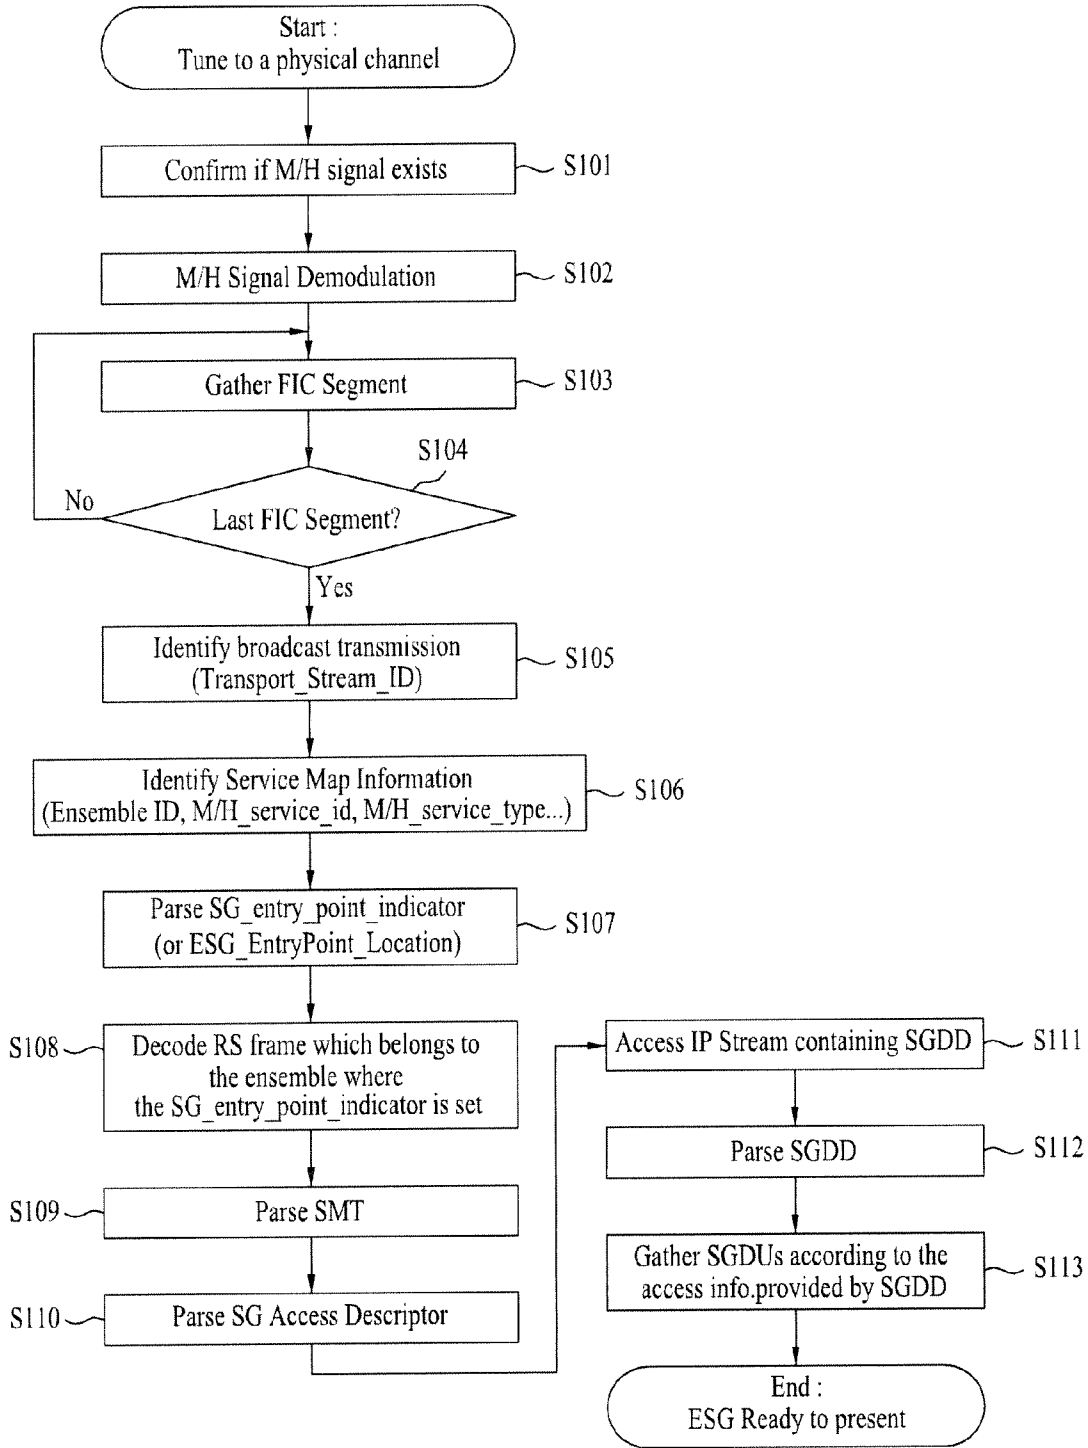 Start :
Tune to a physical channel
Confirm if M/H signal exists
S101
M/H Signal Demodulation
S102
Gather FIC Segment
S103
S104
No
Last FIC Segment?
Yes
Identify broadcast transmission
(Transport_Stream_ID)
S105
Identify Service Map Information
(Ensemble ID, M/H_service_id, M/H_service_type...)
S106
Parse SG_entry_point_indicator
(or ESG_EntryPoint_Location)
S107
S108
Decode RS frame which belongs to
the ensemble where
the SG_entry_point_indicator is set
S109
Parse SMT
S110
Parse SG Access Descriptor
Access IP Stream containing SGDD
S111
Parse SGDD
S112
Gather SGDUs according to the
access info.provided by SGDD
S113
End :
ESG Ready to present